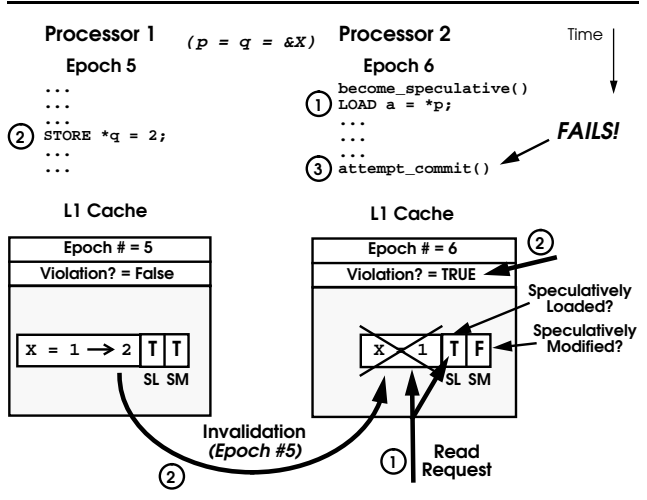 Processor 1 (p = q = &X) Processor 2 Time
Epoch 5 Epoch 6
... become_speculative()
... ① LOAD a = *p;
... ...
② STORE *q = 2; ... FAILS!
... ...
... ③ attempt_commit()
L1 Cache L1 Cache
Epoch # = 5 Epoch # = 6 ②
Violation? = False Violation? = TRUE
Speculatively
Loaded?
X = 1 → 2 T T X = 1 T F Speculatively
Modified?
SL SM SL SM
Invalidation
(Epoch #5)
② ① Read
Request